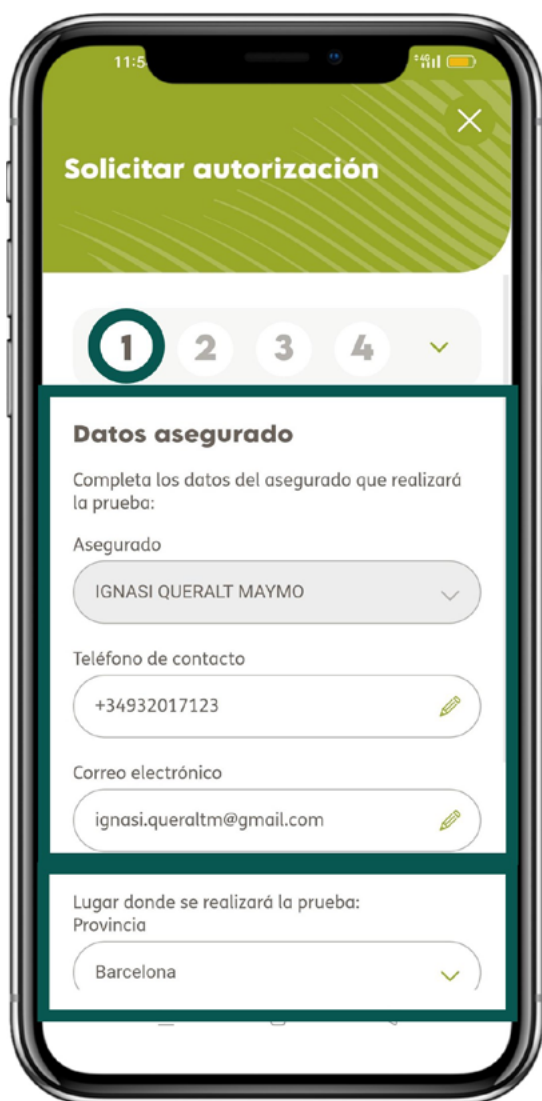 11:5
4G
Solicitar autorización
1 2 3 4
Datos asegurado
Completa los datos del asegurado que realizará
la prueba:
Asegurado
IGNASI QUERALT MAYMO
Teléfono de contacto
+34932017123
Correo electrónico
ignasi.queraltm@gmail.com
Lugar donde se realizará la prueba:
Provincia
Barcelona